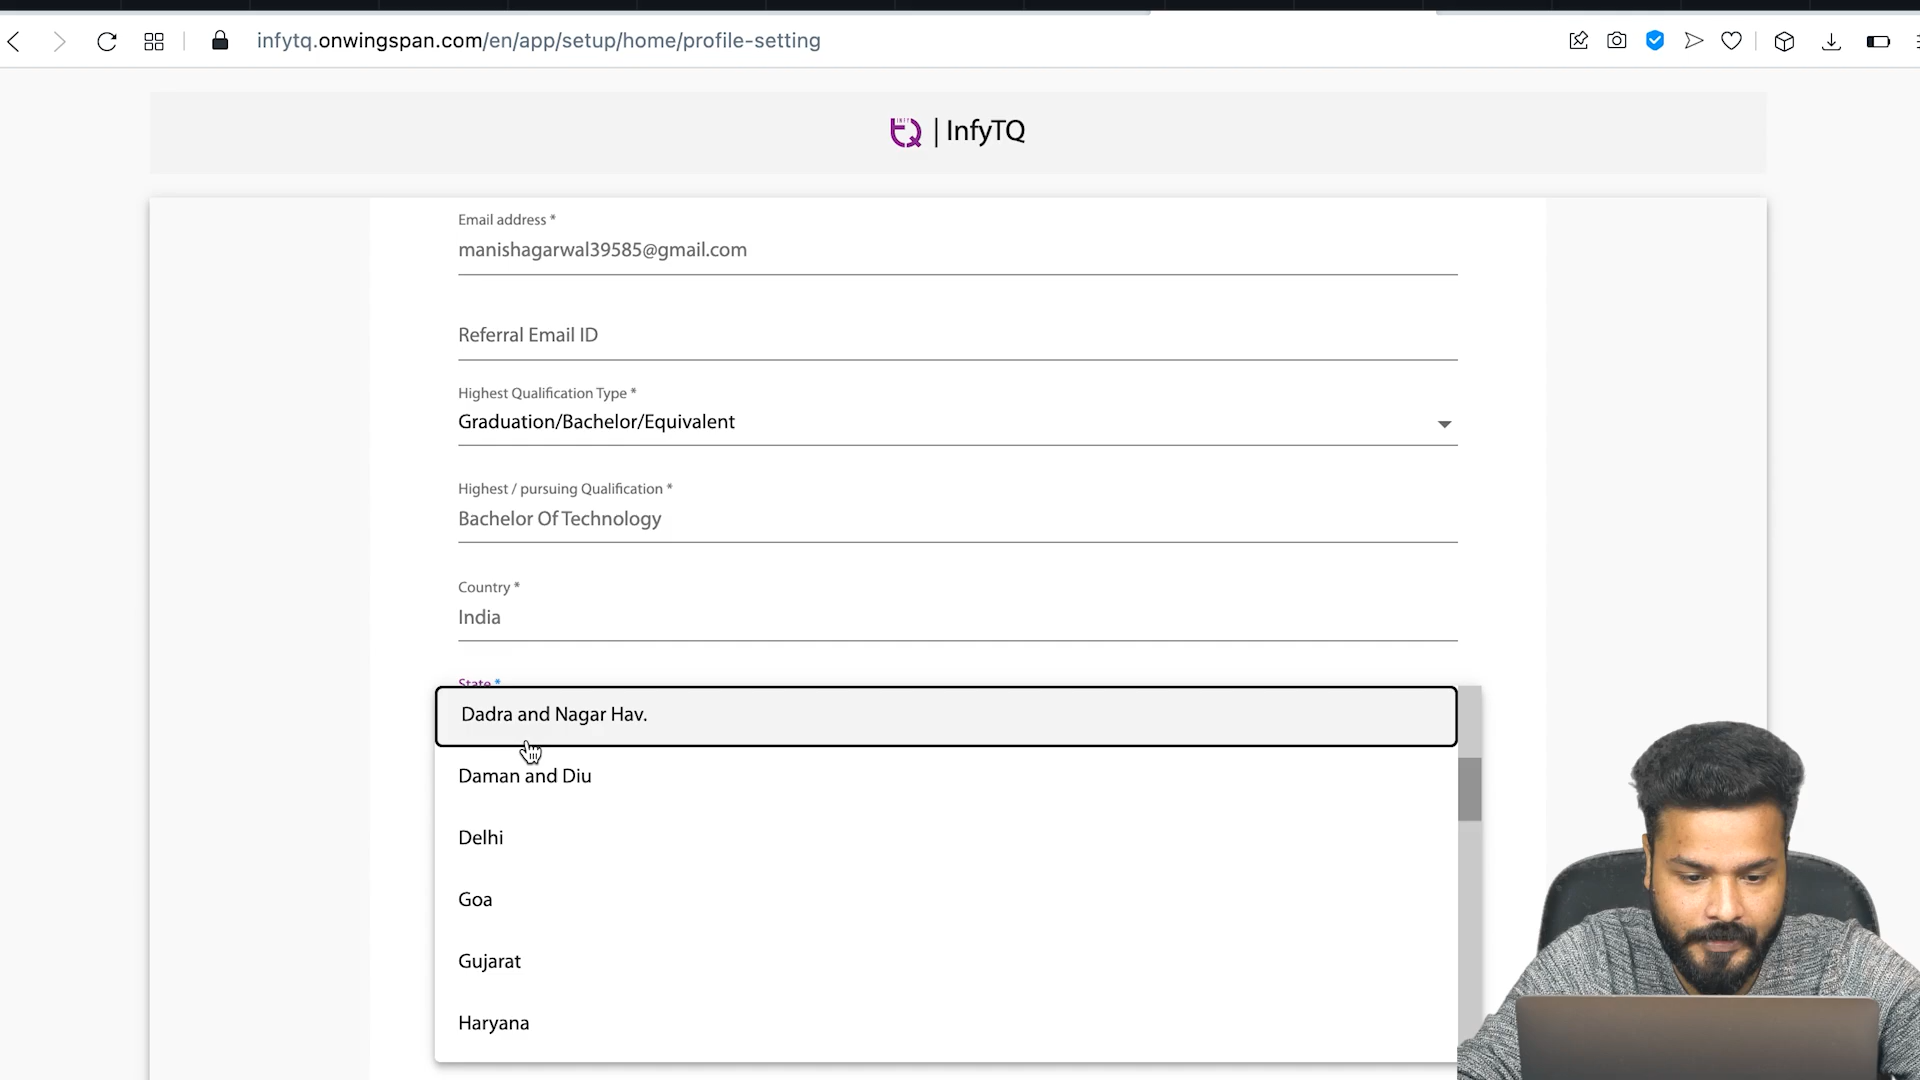 infytq.onwingspan.com/en/app/setup/home/profile-setting
INFY TQ | InfyTQ
Email address *
manishagarwal39585@gmail.com
Referral Email ID
Highest Qualification Type *
Graduation/Bachelor/Equivalent
Highest / pursuing Qualification *
Bachelor Of Technology
Country *
India
State *
Dadra and Nagar Hav.
Daman and Diu
Delhi
Goa
Gujarat
Haryana